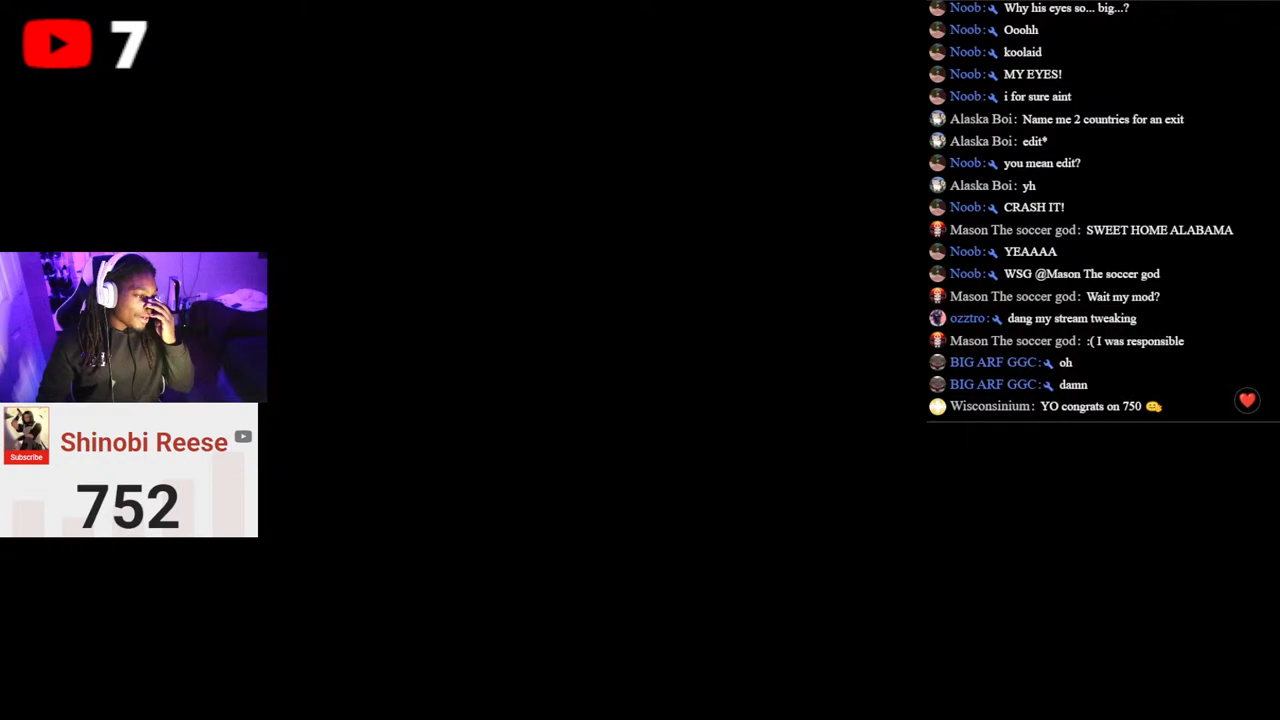 7
Noob: Why his eyes so... big...?
Noob: Ooohh
Noob: koolaid
Noob: MY EYES!
Noob: i for sure aint
Alaska Boi: Name me 2 countries for an exit
Alaska Boi: edit*
Noob: you mean edit?
Alaska Boi: yh
Noob: CRASH IT!
Mason The soccer god: SWEET HOME ALABAMA
Noob: YEAAAA
Noob: WSG @Mason The soccer god
Mason The soccer god: Wait my mod?
ozztro: dang my stream tweaking
Mason The soccer god: :( I was responsible
BIG ARF GGC: oh
BIG ARF GGC: damn
Wisconsinium: YO congrats on 750
Shinobi Reese
Subscribe
752